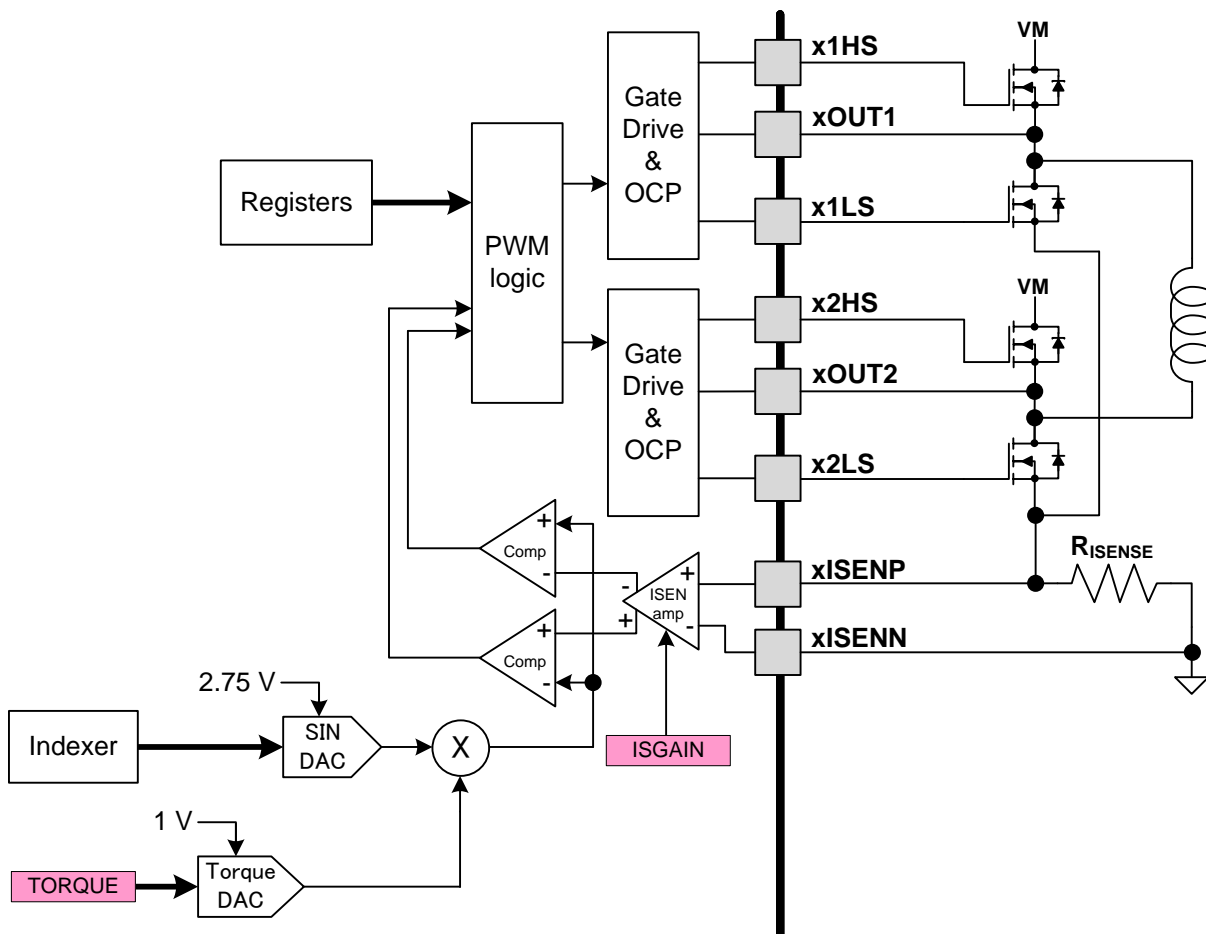 x1HS
VM
Gate
Drive
&
OCP
xOUT1
x1LS
Registers
PWM
logic
x2HS
VM
Gate
Drive
&
OCP
xOUT2
x2LS
+
Comp
-
-
+
ISEN
amp
+
-
xISENP
RISENSE
xISENN
+
Comp
-
2.75 V
Indexer
SIN
DAC
X
ISGAIN
1 V
TORQUE
Torque
DAC